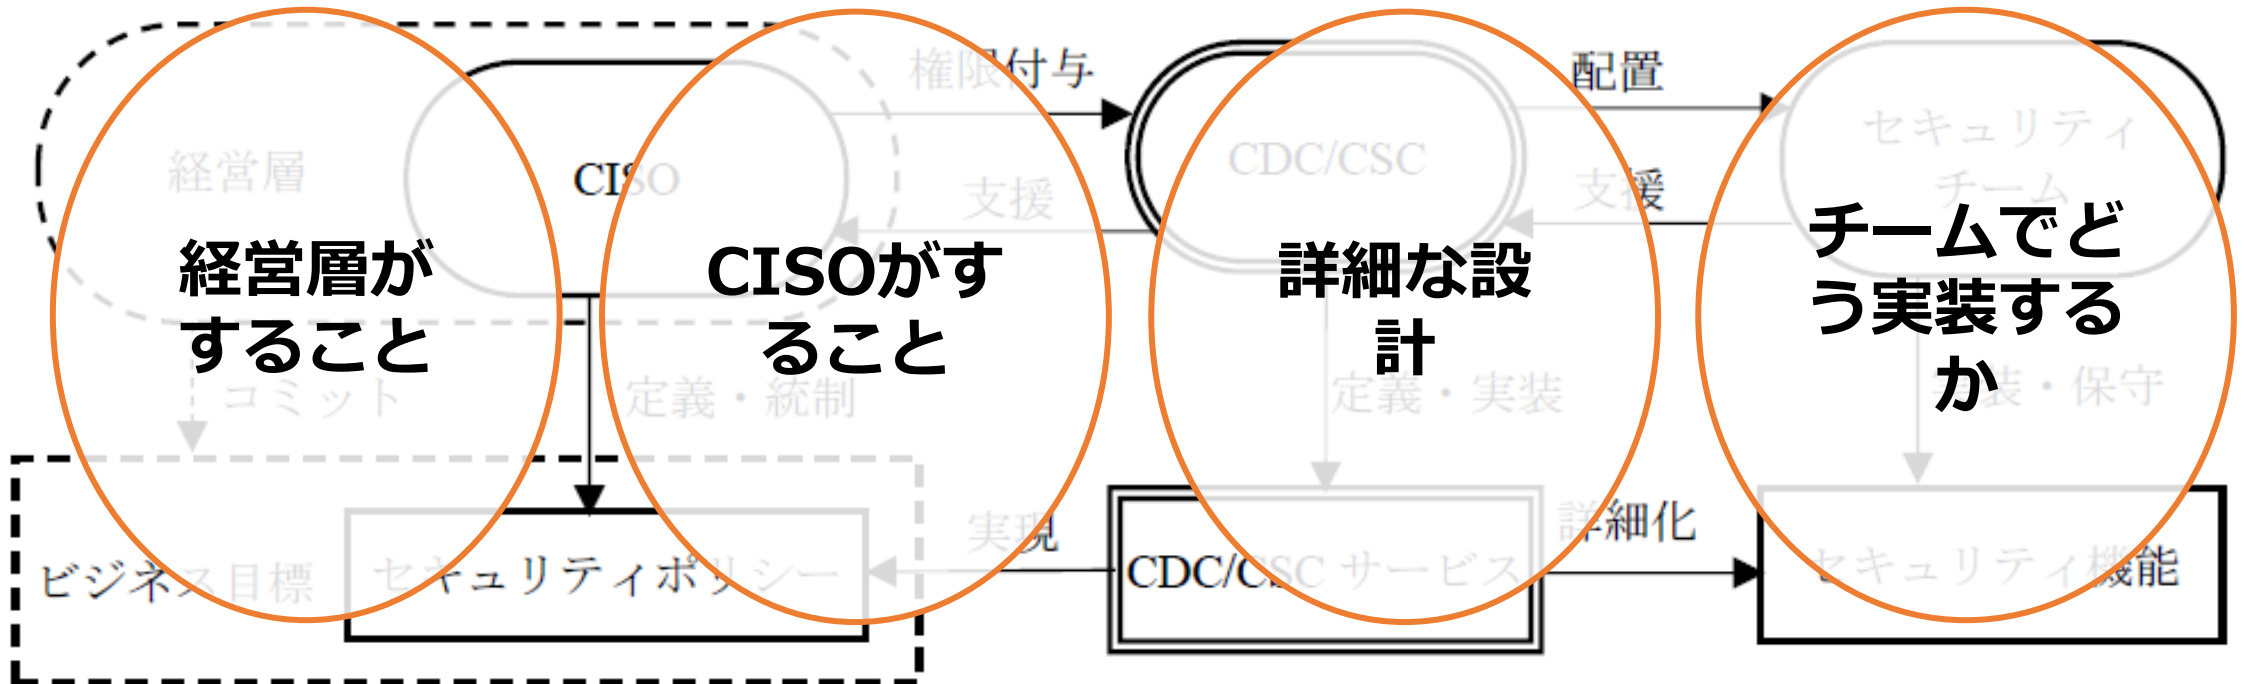 権限付与
配置
経営層
CISO
支援
CDC/CSC
支援
セキュリティ
チーム
経営層が
すること
CISOがす
ること
詳細な設
計
チームでど
う実装する
か
コミット
定義・統制
定義・実装
装・保守
ビジネス目標
セキュリティポリシー
実現
CDC/CSC サービス
詳細化
セキュリティ機能